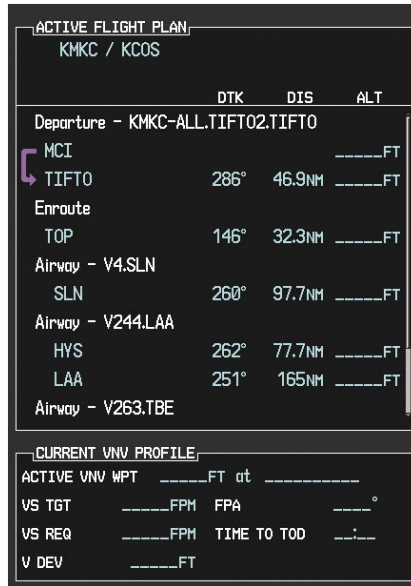 ACTIVE FLIGHT PLAN
KMKC / KCOS
DTK DIS ALT
Departure - KMKC-ALL.TIFTO2.TIFTO
MCI _____FT
TIFTO 286° 46.9NM _____FT
Enroute
TOP 146° 32.3NM _____FT
Airway - V4.SLN
SLN 260° 97.7NM _____FT
Airway - V244.LAA
HYS 262° 77.7NM _____FT
LAA 251° 165NM _____FT
Airway - V263.TBE
CURRENT VNV PROFILE
ACTIVE VNV WPT _____FT at __________
VS TGT _____FPM FPA ____°
VS REQ _____FPM TIME TO TOD __:__
V DEV _____FT